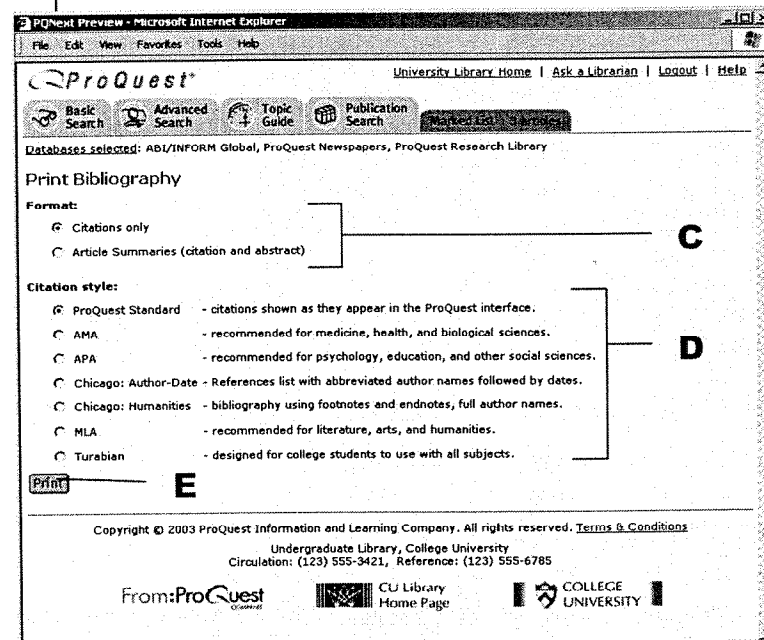 PQNext Preview - Microsoft Internet Explorer
File Edit View Favorites Tools Help
ProQuest
University Library Home | Ask a Librarian | Logout | Help
Basic Search
Advanced Search
Topic Guide
Publication Search
Marked List : 3 articles
Databases selected: ABI/INFORM Global, ProQuest Newspapers, ProQuest Research Library
Print Bibliography
Format:
Citations only
Article Summaries (citation and abstract)
C
Citation style:
ProQuest Standard - citations shown as they appear in the ProQuest interface.
AMA - recommended for medicine, health, and biological sciences.
APA - recommended for psychology, education, and other social sciences.
D
Chicago: Author-Date - References list with abbreviated author names followed by dates.
Chicago: Humanities - bibliography using footnotes and endnotes, full author names.
MLA - recommended for literature, arts, and humanities.
Turabian - designed for college students to use with all subjects.
Print
E
Copyright © 2003 ProQuest Information and Learning Company. All rights reserved. Terms & Conditions
Undergraduate Library, College University
Circulation: (123) 555-3421, Reference: (123) 555-6785
From:ProQuest
CU Library
Home Page
COLLEGE
UNIVERSITY